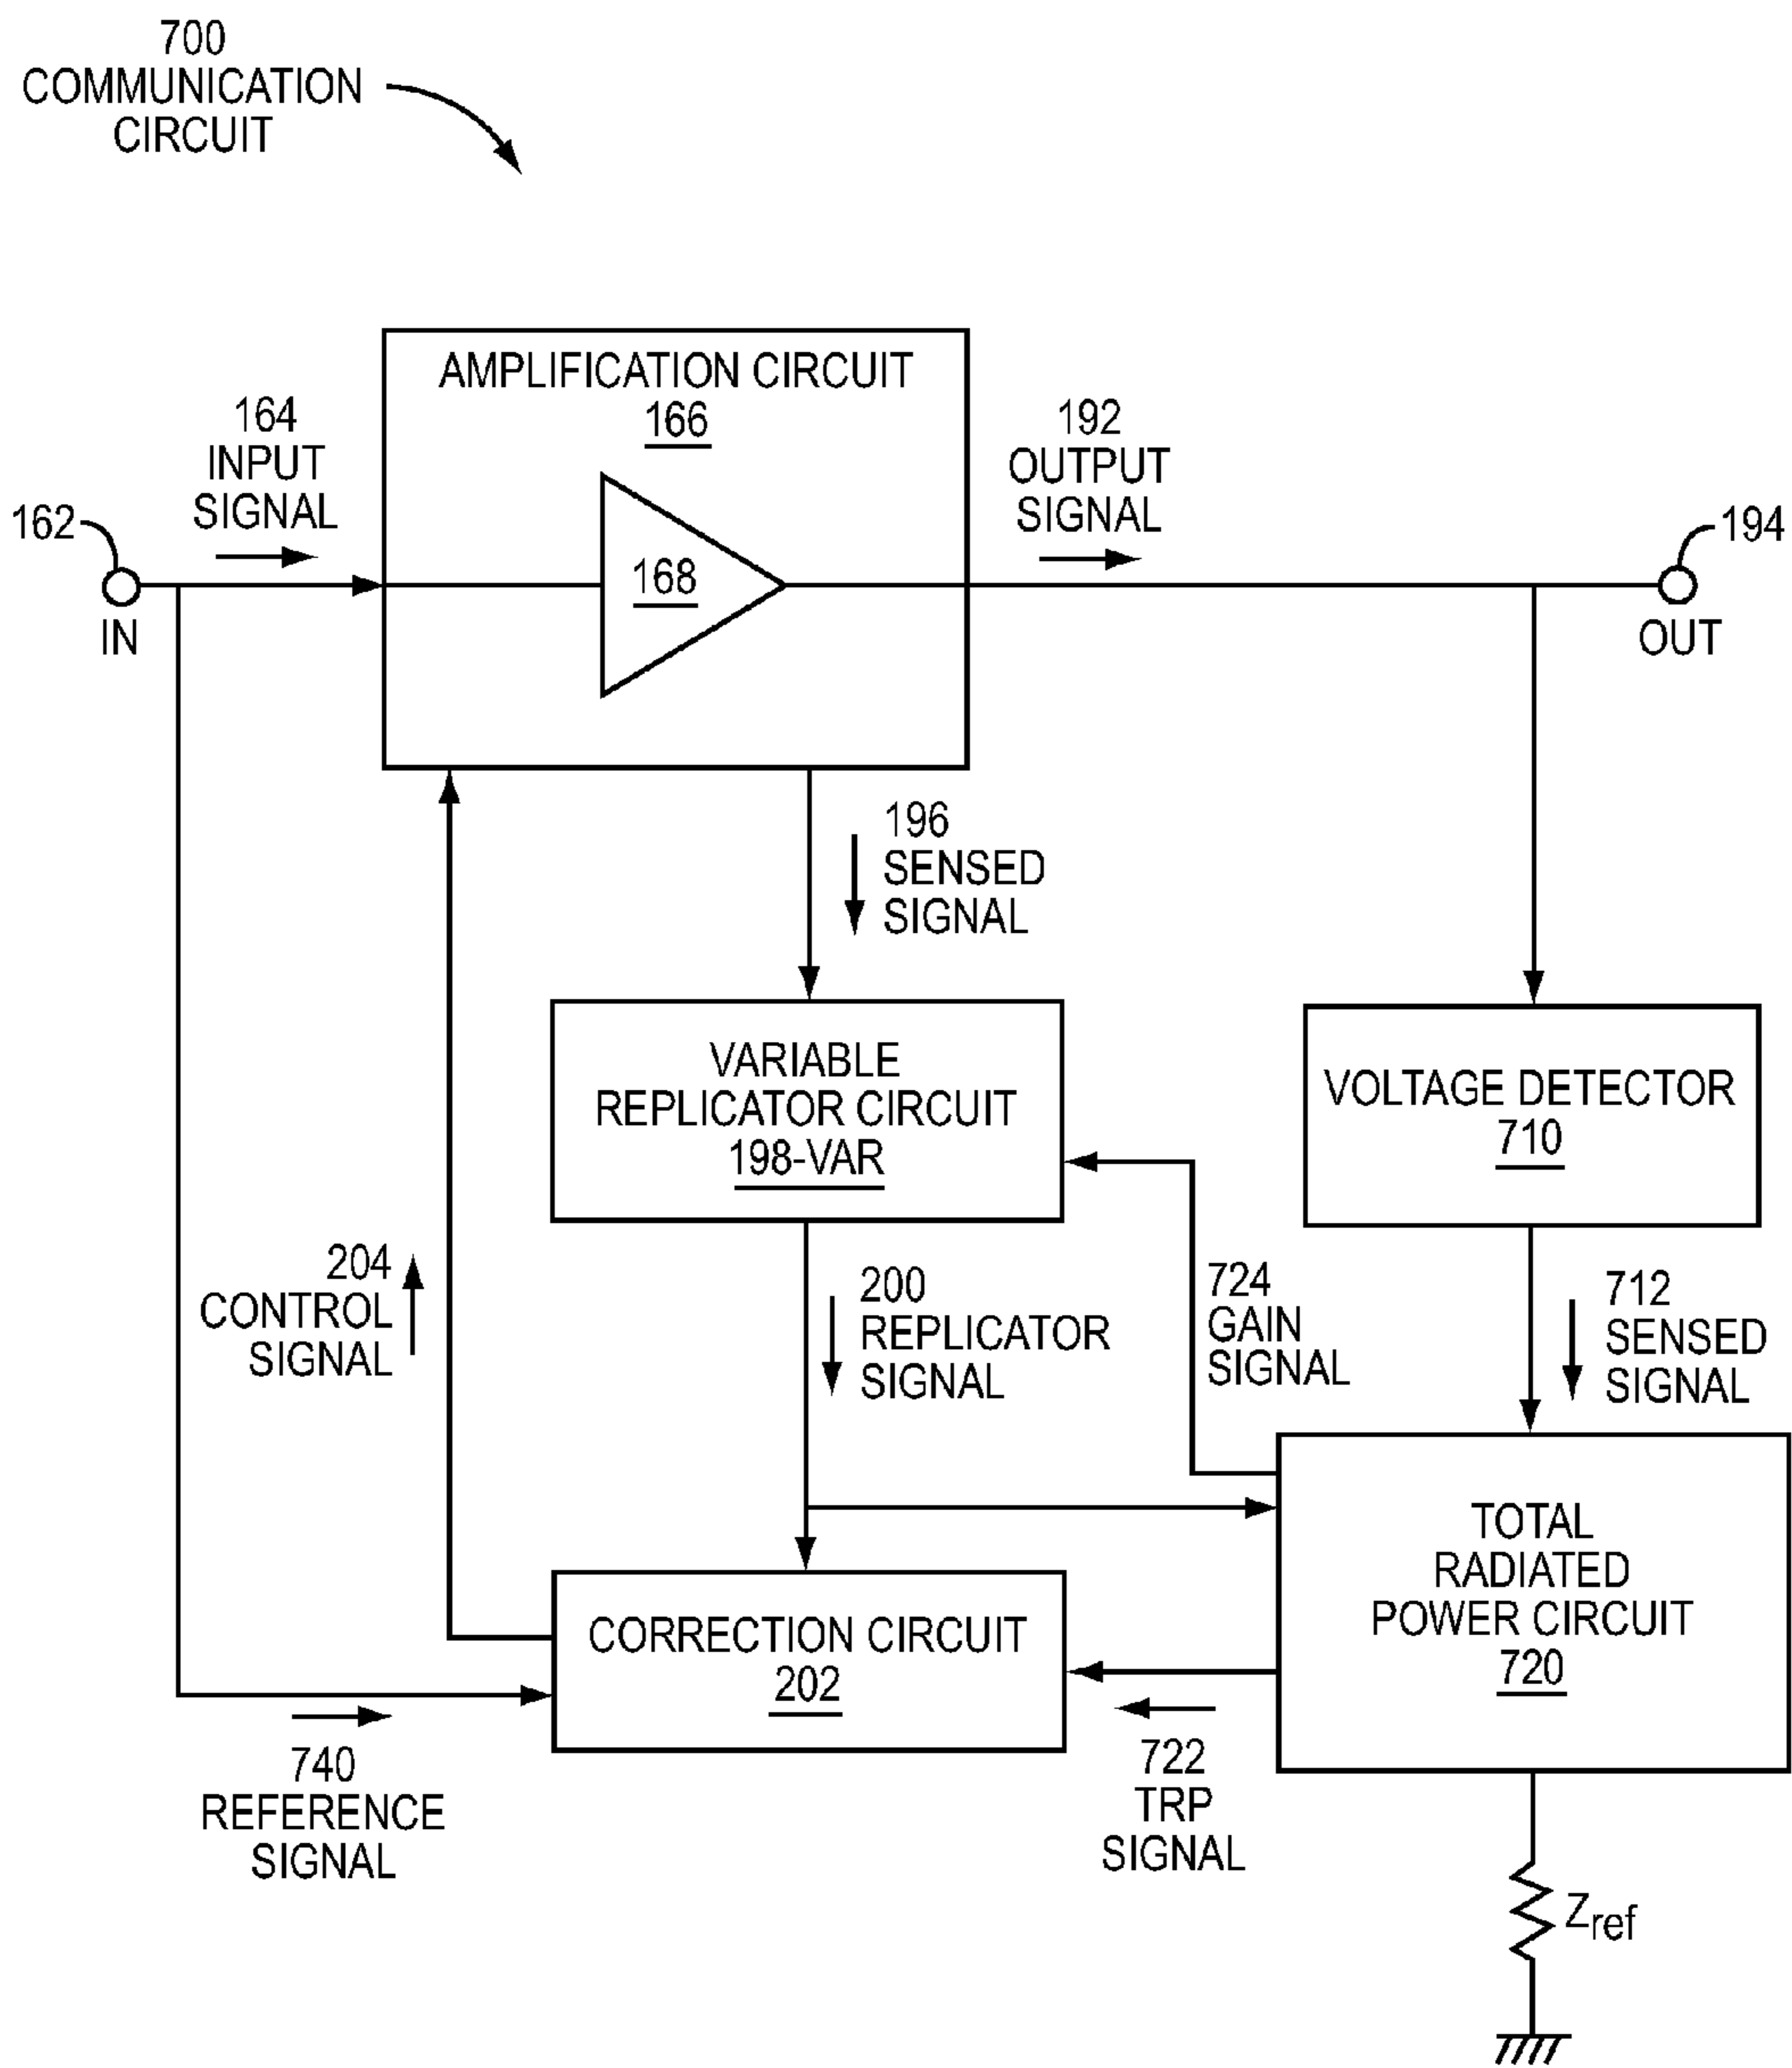 700
COMMUNICATION
CIRCUIT
AMPLIFICATION CIRCUIT
166
168
164
INPUT
SIGNAL
162
IN
192
OUTPUT
SIGNAL
194
OUT
196
SENSED
SIGNAL
VARIABLE
REPLICATOR CIRCUIT
198-VAR
VOLTAGE DETECTOR
710
204
CONTROL
SIGNAL
200
REPLICATOR
SIGNAL
724
GAIN
SIGNAL
712
SENSED
SIGNAL
TOTAL
RADIATED
POWER CIRCUIT
720
CORRECTION CIRCUIT
202
740
REFERENCE
SIGNAL
722
TRP
SIGNAL
Zref